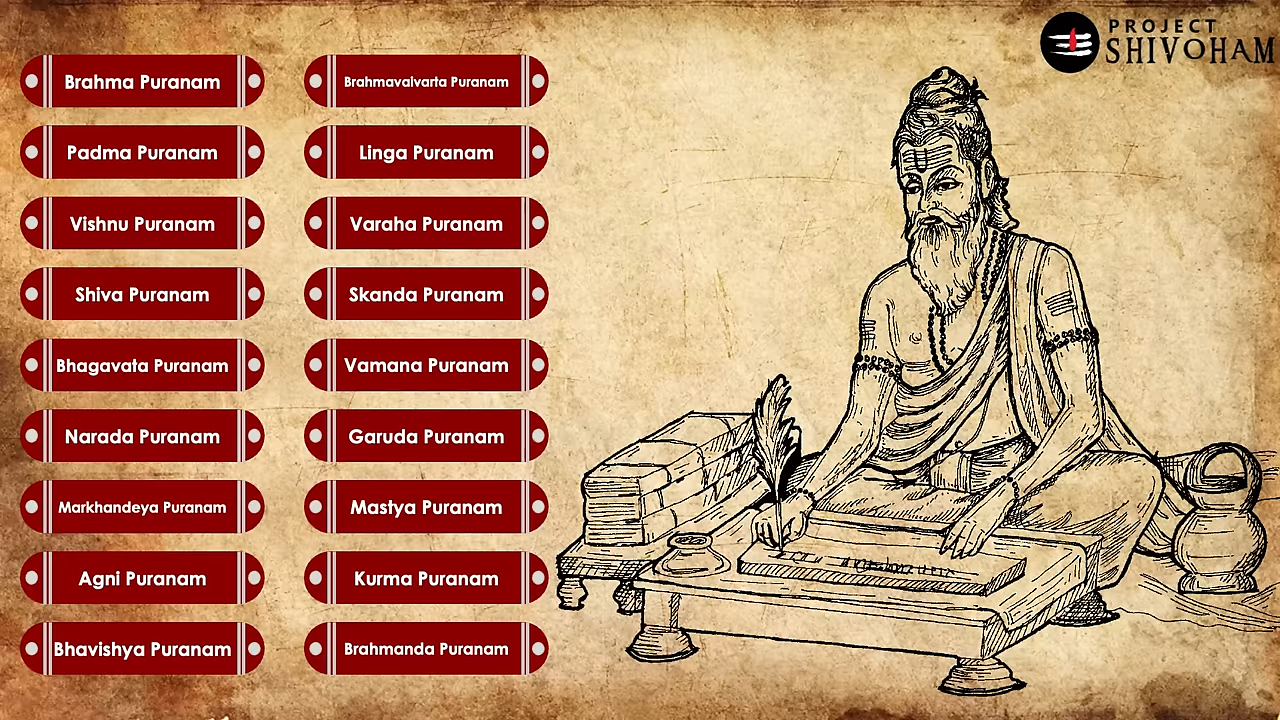 PROJECT
SHIVOHAM
Brahma Puranam
Padma Puranam
Vishnu Puranam
Shiva Puranam
Bhagavata Puranam
Narada Puranam
Markhandeya Puranam
Agni Puranam
Bhavishya Puranam
Brahmavaivarta Puranam
Linga Puranam
Varaha Puranam
Skanda Puranam
Vamana Puranam
Garuda Puranam
Mastya Puranam
Kurma Puranam
Brahmanda Puranam